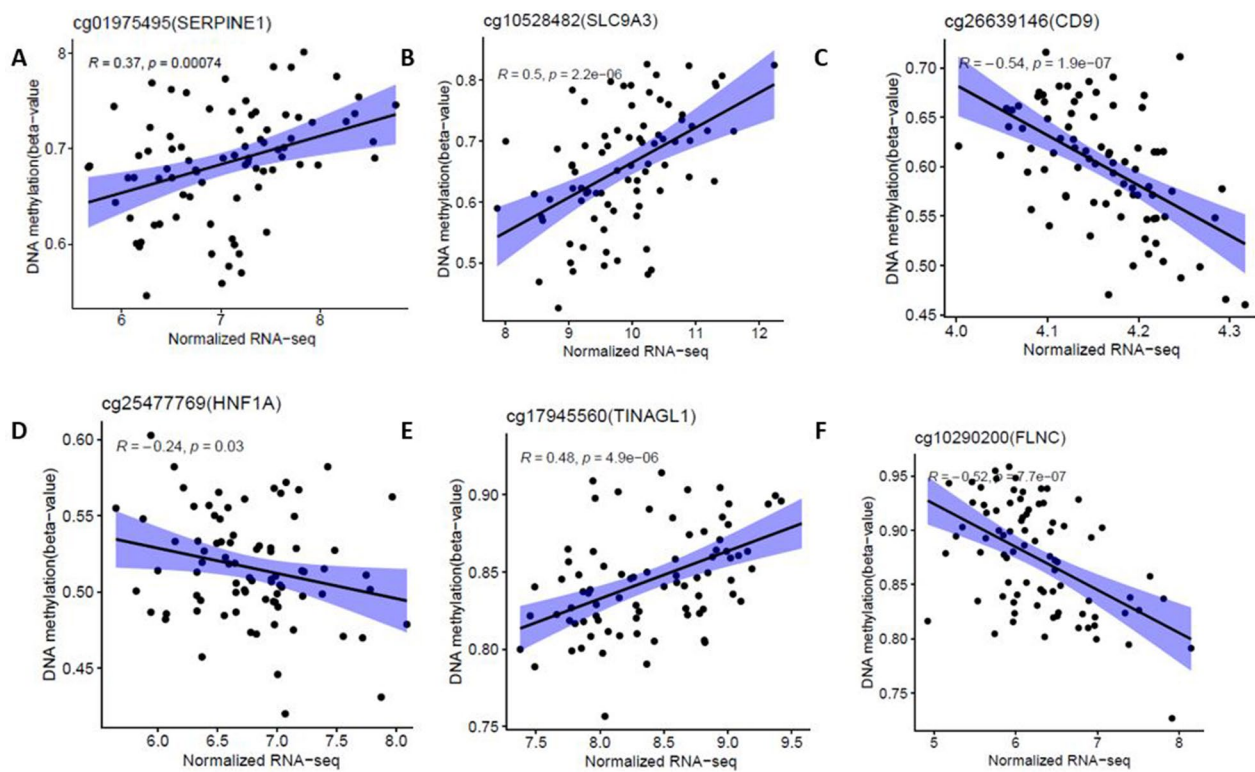 A
cg01975495(SERPINE1)
R = 0.37, p = 0.00074
DNA methylation(beta-value)
0.8
0.7
0.6
6 7 8
Normalized RNA-seq
B
cg10528482(SLC9A3)
R = 0.5, p = 2.2e-06
DNA methylation(beta-value)
0.8
0.7
0.6
0.5
8 9 10 11 12
Normalized RNA-seq
C
cg26639146(CD9)
R = -0.54, p = 1.9e-07
DNA methylation(beta-value)
0.70
0.65
0.60
0.55
0.50
0.45
4.0 4.1 4.2 4.3
Normalized RNA-seq
D
cg25477769(HNF1A)
R = -0.24, p = 0.03
DNA methylation(beta-value)
0.60
0.55
0.50
0.45
6.0 6.5 7.0 7.5 8.0
Normalized RNA-seq
E
cg17945560(TINAGL1)
R = 0.48, p = 4.9e-06
DNA methylation(beta-value)
0.90
0.85
0.80
0.75
7.5 8.0 8.5 9.0 9.5
Normalized RNA-seq
F
cg10290200(FLNC)
R = -0.52, p = 7.7e-07
DNA methylation(beta-value)
0.95
0.90
0.85
0.80
0.75
5 6 7 8
Normalized RNA-seq